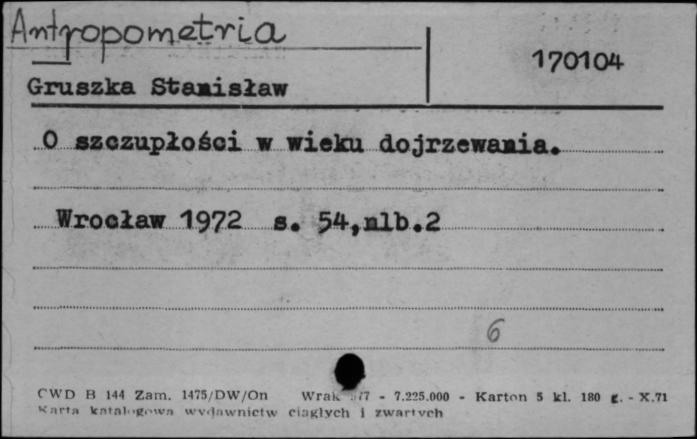 Antropometria
170104
Gruszka Stanisław
O szczupłości w wieku dojrzewania.
Wrocław 1972 s. 54,nlb.2
6
CWD B 144 Zam. 1475/DW/On Wrak 77 - 7.225.000 - Karton 5 kl. 180 g. - X.71
Karta katalogowa wydawnictw ciągłych i zwartych